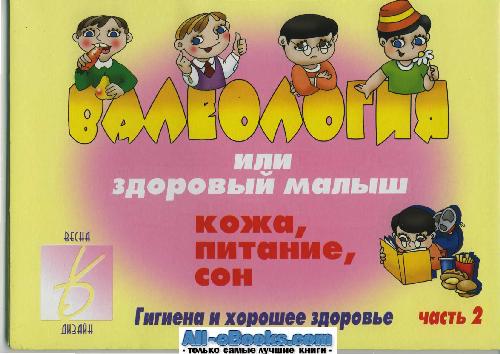 ВАЛЕОЛОГИЯ
или
здоровый малыш
кожа,
питание,
сон
ВЕСНА
ДИЗАЙН
Гигиена и хорошее здоровье часть 2
All-eBooks.com
- только самые лучшие книги -